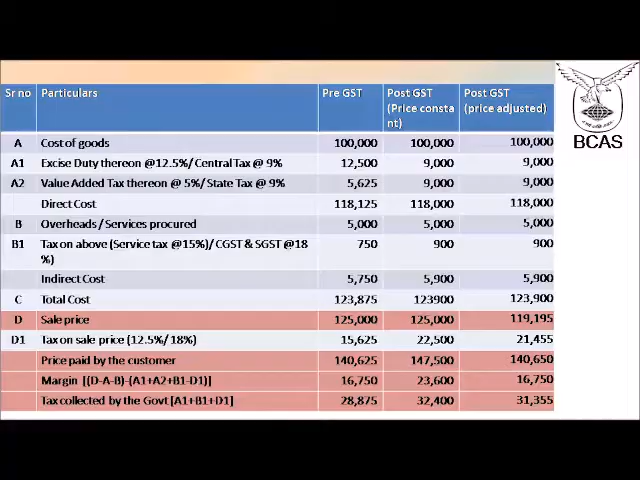 Sr no Particulars Pre GST Post GST (Price consta nt) Post GST (price adjusted)
A Cost of goods 100,000 100,000 100,000
A1 Excise Duty thereon @12.5%/Central Tax @ 9% 12,500 9,000 9,000
A2 Value Added Tax thereon @ 5%/State Tax @ 9% 5,625 9,000 9,000
Direct Cost 118,125 118,000 118,000
B Overheads / Services procured 5,000 5,000 5,000
B1 Tax on above (Service tax @15%)/ CGST & SGST @18 %) 750 900 900
Indirect Cost 5,750 5,900 5,900
C Total Cost 123,875 123900 123,900
D Sale price 125,000 125,000 119,195
D1 Tax on sale price (12.5%/ 18%) 15,625 22,500 21,455
Price paid by the customer 140,625 147,500 140,650
Margin [(D-A-B)-(A1+A2+B1-D1)] 16,750 23,600 16,750
Tax collected by the Govt [A1+B1+D1] 28,875 32,400 31,355
BCAS